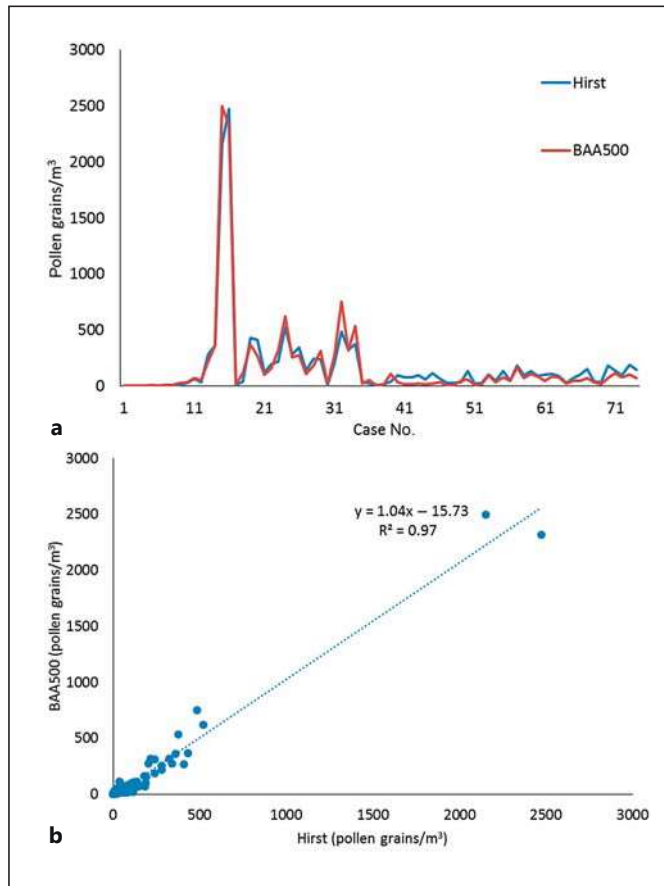 3000
2500
2000
1500
1000
500
0
Pollen grains/m³
Hirst
BAA500
1 11 21 31 41 51 61 71
Case No.
a
3000
2500
2000
1500
1000
500
0
BAA500 (pollen grains/m³)
y = 1.04x – 15.73
R² = 0.97
0 500 1000 1500 2000 2500 3000
Hirst (pollen grains/m³)
b